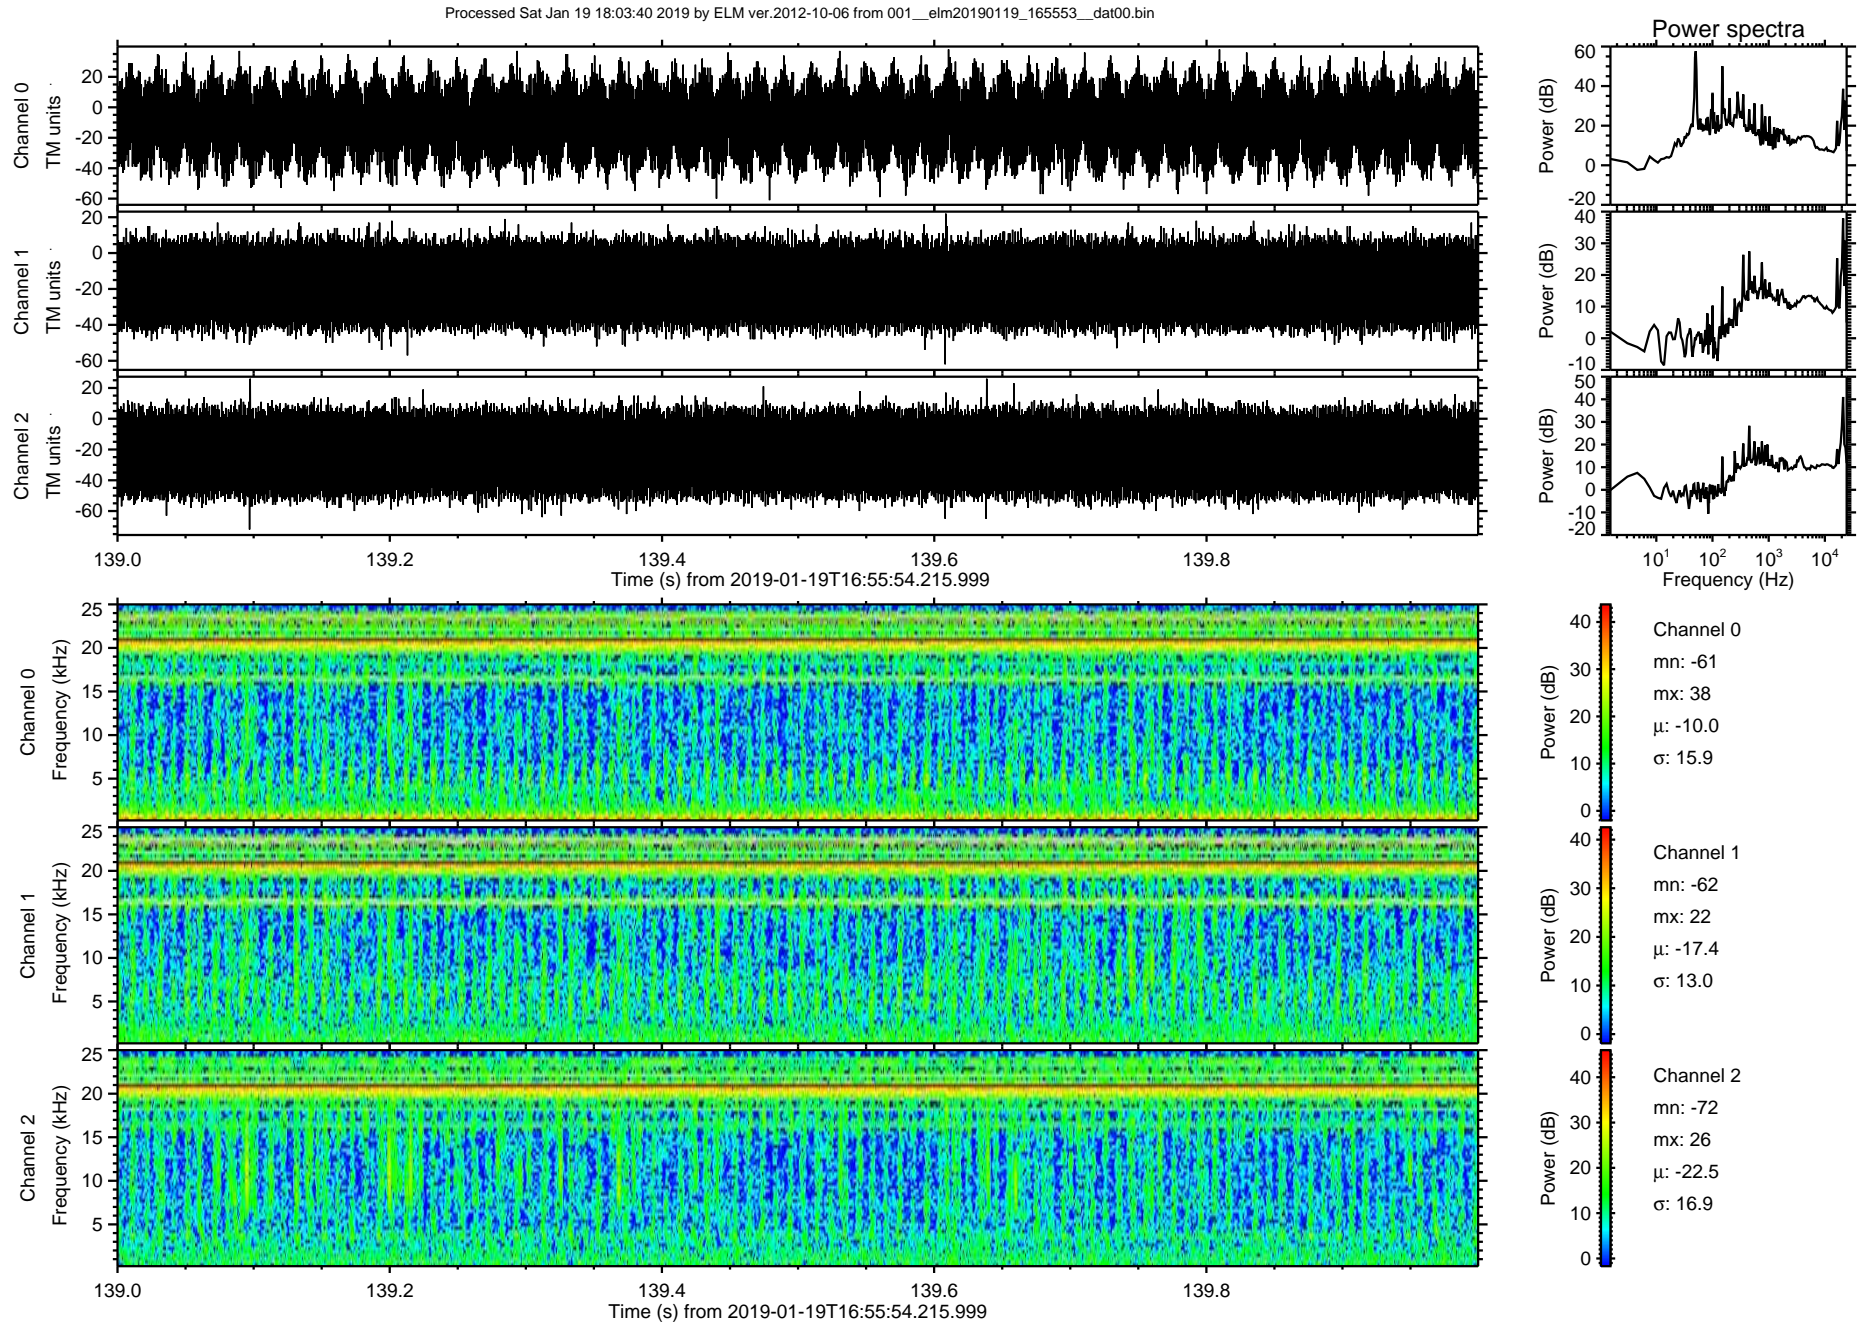 Processed Sat Jan 19 18:03:40 2019 by ELM ver.2012-10-06 from 001__elm20190119_165553__dat00.bin
Power spectra
Channel 0
TM units
20
0
-20
-40
-60
Power (dB)
60
40
20
0
-20
Channel 1
TM units
20
0
-20
-40
-60
Power (dB)
40
30
20
10
0
-10
Channel 2
TM units
20
0
-20
-40
-60
Power (dB)
50
40
30
20
10
0
-10
-20
139.0 139.2 139.4 139.6 139.8
Time (s) from 2019-01-19T16:55:54.215.999
10¹ 10² 10³ 10⁴
Frequency (Hz)
Channel 0
Frequency (kHz)
25
20
15
10
5
Power (dB)
40
30
20
10
0
Channel 0
mn: -61
mx: 38
µ: -10.0
σ: 15.9
Channel 1
Frequency (kHz)
25
20
15
10
5
Power (dB)
40
30
20
10
0
Channel 1
mn: -62
mx: 22
µ: -17.4
σ: 13.0
Channel 2
Frequency (kHz)
25
20
15
10
5
Power (dB)
40
30
20
10
0
Channel 2
mn: -72
mx: 26
µ: -22.5
σ: 16.9
139.0 139.2 139.4 139.6 139.8
Time (s) from 2019-01-19T16:55:54.215.999